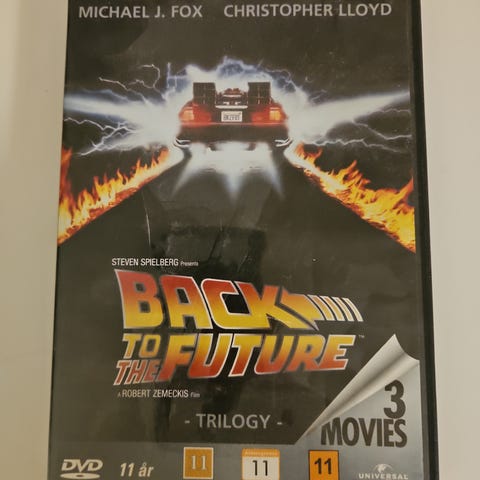 MICHAEL J. FOX CHRISTOPHER LLOYD
STEVEN SPIELBERG Presents
BACK
TO THE FUTURE™
A ROBERT ZEMECKIS Film
- TRILOGY -
3
MOVIES
DVD
11 år
11
11
11
UNIVERSAL